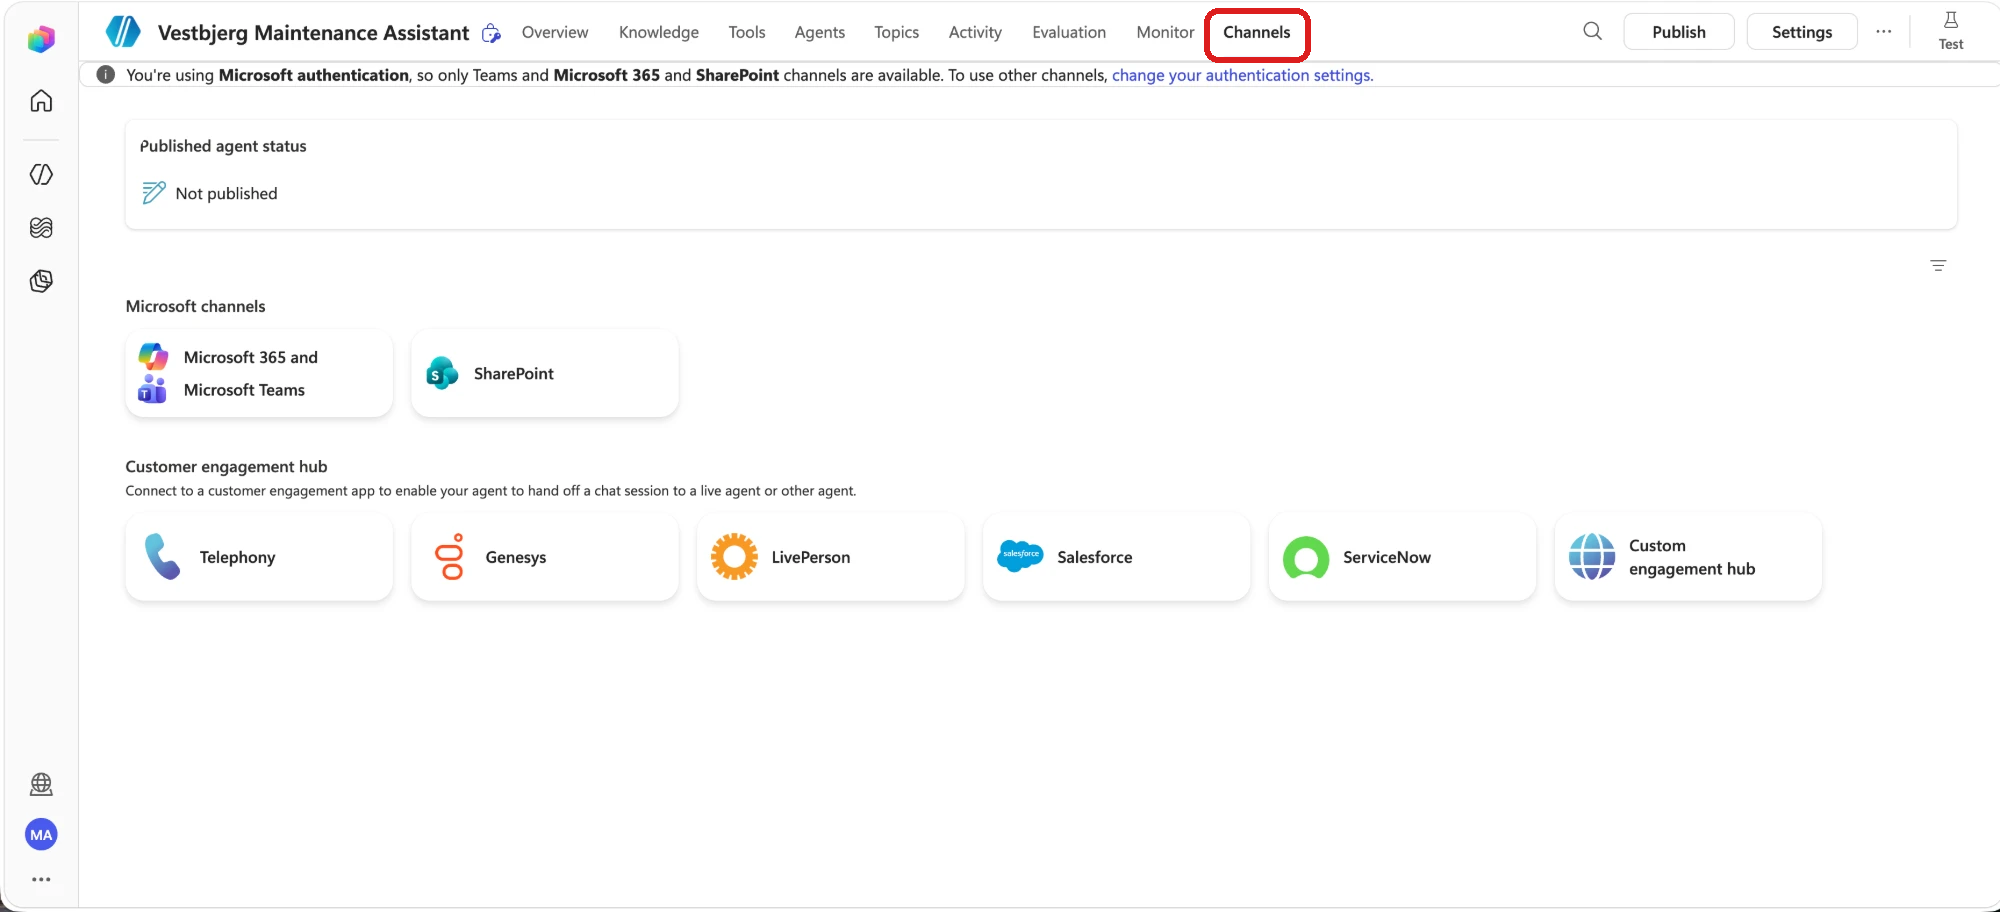 Vestbjerg Maintenance Assistant
Overview
Knowledge
Tools
Agents
Topics
Activity
Evaluation
Monitor
Channels
Publish
Settings
Test
You're using Microsoft authentication, so only Teams and Microsoft 365 and SharePoint channels are available. To use other channels, change your authentication settings.
Published agent status
Not published
Microsoft channels
Microsoft 365 and
Microsoft Teams
SharePoint
Customer engagement hub
Connect to a customer engagement app to enable your agent to hand off a chat session to a live agent or other agent.
Telephony
Genesys
LivePerson
salesforce
Salesforce
ServiceNow
Custom
engagement hub
MA